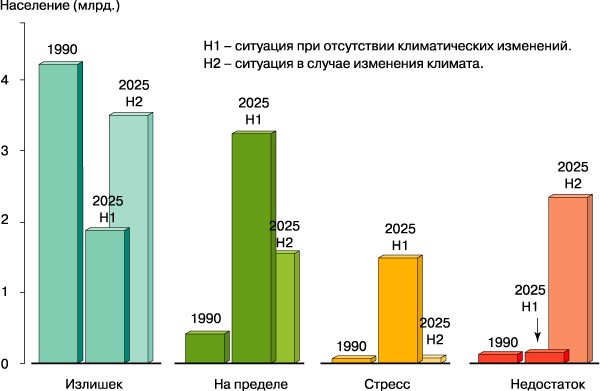 Население (млрд.)
H1 – ситуация при отсутствии климатических изменений.
H2 – ситуация в случае изменения климата.
4
3
2
1
0
1990
2025
H1
2025
H2
Излишек
1990
2025
H1
2025
H2
На пределе
1990
2025
H1
2025
H2
Стресс
1990
2025
H1
2025
H2
Недостаток